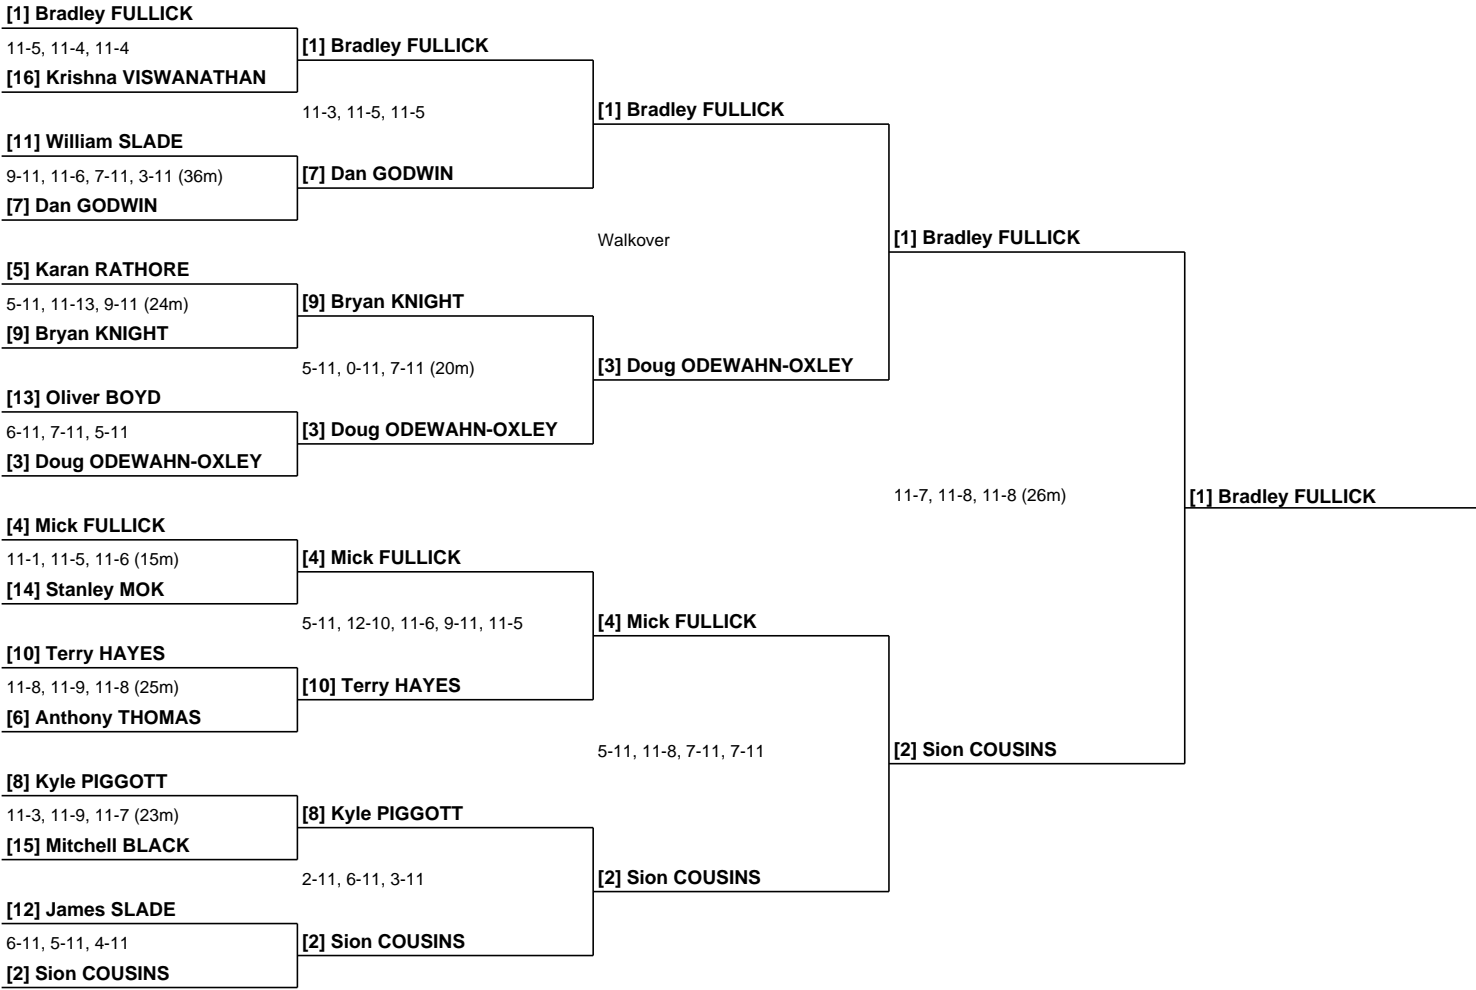 [1] Bradley FULLICK
11-5, 11-4, 11-4
[16] Krishna VISWANATHAN
[11] William SLADE
9-11, 11-6, 7-11, 3-11 (36m)
[7] Dan GODWIN
[5] Karan RATHORE
5-11, 11-13, 9-11 (24m)
[9] Bryan KNIGHT
[13] Oliver BOYD
6-11, 7-11, 5-11
[3] Doug ODEWAHN-OXLEY
[4] Mick FULLICK
11-1, 11-5, 11-6 (15m)
[14] Stanley MOK
[10] Terry HAYES
11-8, 11-9, 11-8 (25m)
[6] Anthony THOMAS
[8] Kyle PIGGOTT
11-3, 11-9, 11-7 (23m)
[15] Mitchell BLACK
[12] James SLADE
6-11, 5-11, 4-11
[2] Sion COUSINS
[1] Bradley FULLICK
11-3, 11-5, 11-5
[7] Dan GODWIN
[9] Bryan KNIGHT
5-11, 0-11, 7-11 (20m)
[3] Doug ODEWAHN-OXLEY
[4] Mick FULLICK
5-11, 12-10, 11-6, 9-11, 11-5
[10] Terry HAYES
[8] Kyle PIGGOTT
2-11, 6-11, 3-11
[2] Sion COUSINS
[1] Bradley FULLICK
Walkover
[3] Doug ODEWAHN-OXLEY
[4] Mick FULLICK
5-11, 11-8, 7-11, 7-11
[2] Sion COUSINS
[1] Bradley FULLICK
11-7, 11-8, 11-8 (26m)
[2] Sion COUSINS
[1] Bradley FULLICK